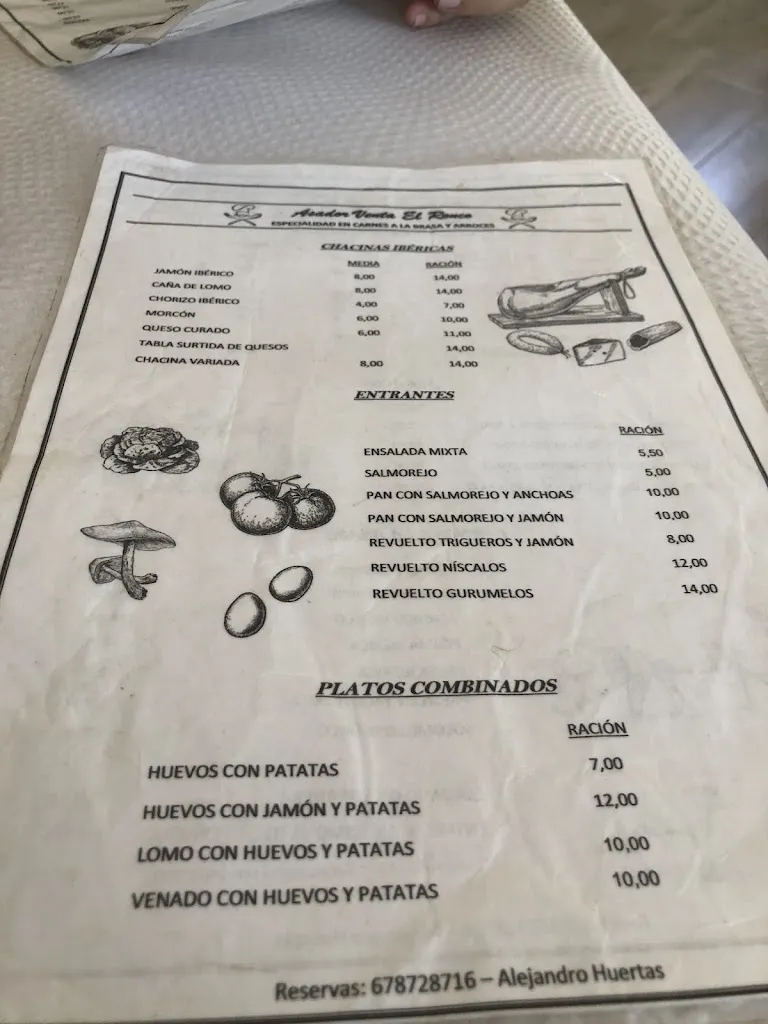 Asador Venta El Ronco
ESPECIALIDAD EN CARNES A LA BRASA Y ARROCES
CHACINAS IBÉRICAS
MEDIA RACIÓN
JAMÓN IBÉRICO 8,00 14,00
CAÑA DE LOMO 8,00 14,00
CHORIZO IBÉRICO 4,00 7,00
MORCÓN 6,00 10,00
QUESO CURADO 6,00 11,00
TABLA SURTIDA DE QUESOS 14,00
CHACINA VARIADA 8,00 14,00
ENTRANTES
RACIÓN
ENSALADA MIXTA 5,50
SALMOREJO 5,00
PAN CON SALMOREJO Y ANCHOAS 10,00
PAN CON SALMOREJO Y JAMÓN 10,00
REVUELTO TRIGUEROS Y JAMÓN 8,00
REVUELTO NÍSCALOS 12,00
REVUELTO GURUMELOS 14,00
PLATOS COMBINADOS
RACIÓN
HUEVOS CON PATATAS 7,00
HUEVOS CON JAMÓN Y PATATAS 12,00
LOMO CON HUEVOS Y PATATAS 10,00
VENADO CON HUEVOS Y PATATAS 10,00
Reservas: 678728716 – Alejandro Huertas